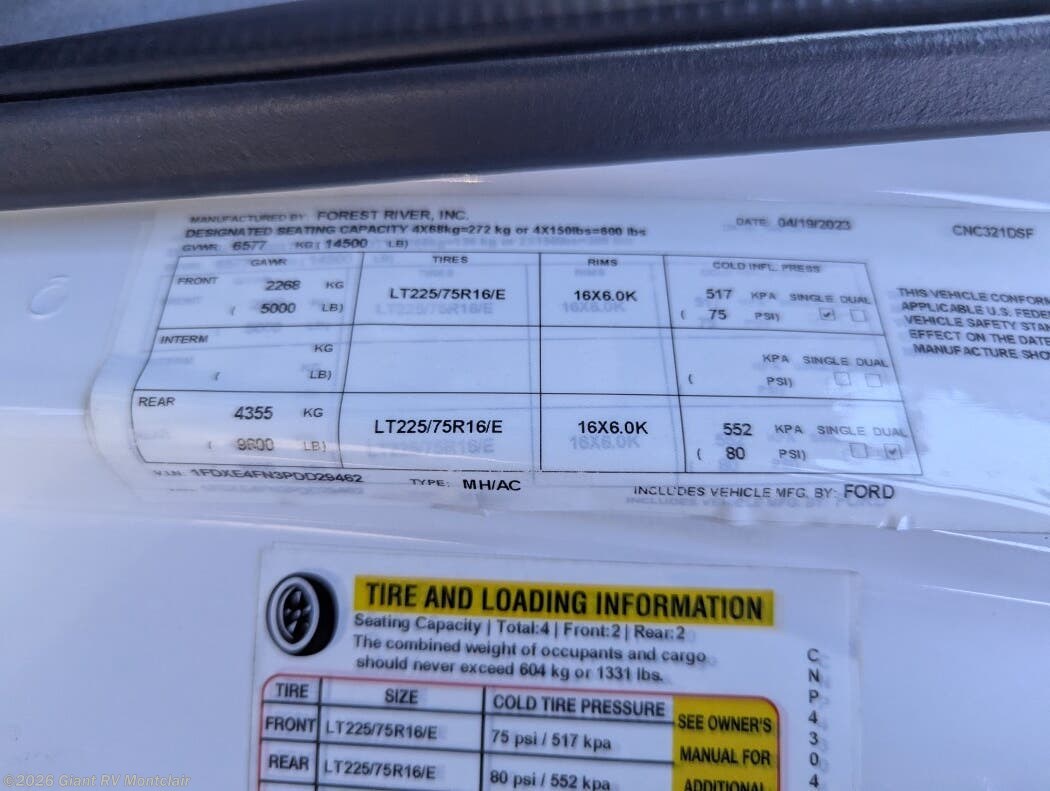 MANUFACTURED BY: FOREST RIVER, INC. DATE: 04/19/2023 CNC321DSF
DESIGNATED SEATING CAPACITY 4X68kg=272 kg or 4X150lbs=600 lbs
GVWR: 6577 KG ( 14500 LB)
GAWR TIRES RIMS COLD INFL. PRESS
FRONT 2268 KG LT225/75R16/E 16X6.0K 517 KPA SINGLE DUAL
( 5000 LB) ( 75 PSI)
INTERM KG KPA SINGLE DUAL
( LB) ( PSI)
REAR 4355 KG LT225/75R16/E 16X6.0K 552 KPA SINGLE DUAL
( 9600 LB) ( 80 PSI)
V.I.N. 1FDXE4FN3PDD29462 TYPE: MH/AC INCLUDES VEHICLE MFG. BY: FORD
THIS VEHICLE CONFORM
APPLICABLE U.S. FEDE
VEHICLE SAFETY STA
EFFECT ON THE DATE
MANUFACTURE SHO
TIRE AND LOADING INFORMATION
Seating Capacity | Total:4 | Front:2 | Rear:2
The combined weight of occupants and cargo
should never exceed 604 kg or 1331 lbs.
TIRE SIZE COLD TIRE PRESSURE
FRONT LT225/75R16/E 75 psi / 517 kpa
REAR LT225/75R16/E 80 psi / 552 kpa
SEE OWNER'S
MANUAL FOR
ADDITIONAL
CNP4304
©2026 Giant RV Montclair